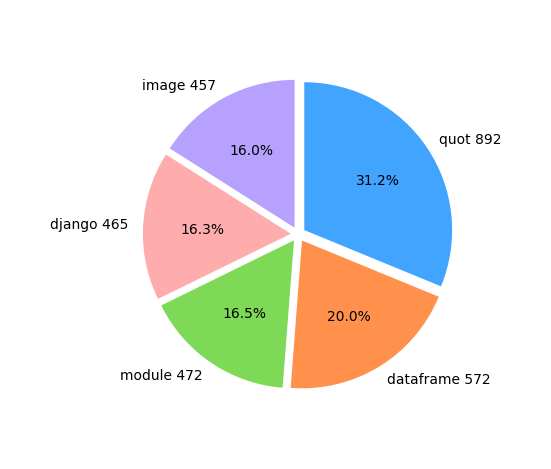 image 457
quot 892
16.0%
31.2%
django 465
16.3%
16.5%
20.0%
module 472
dataframe 572